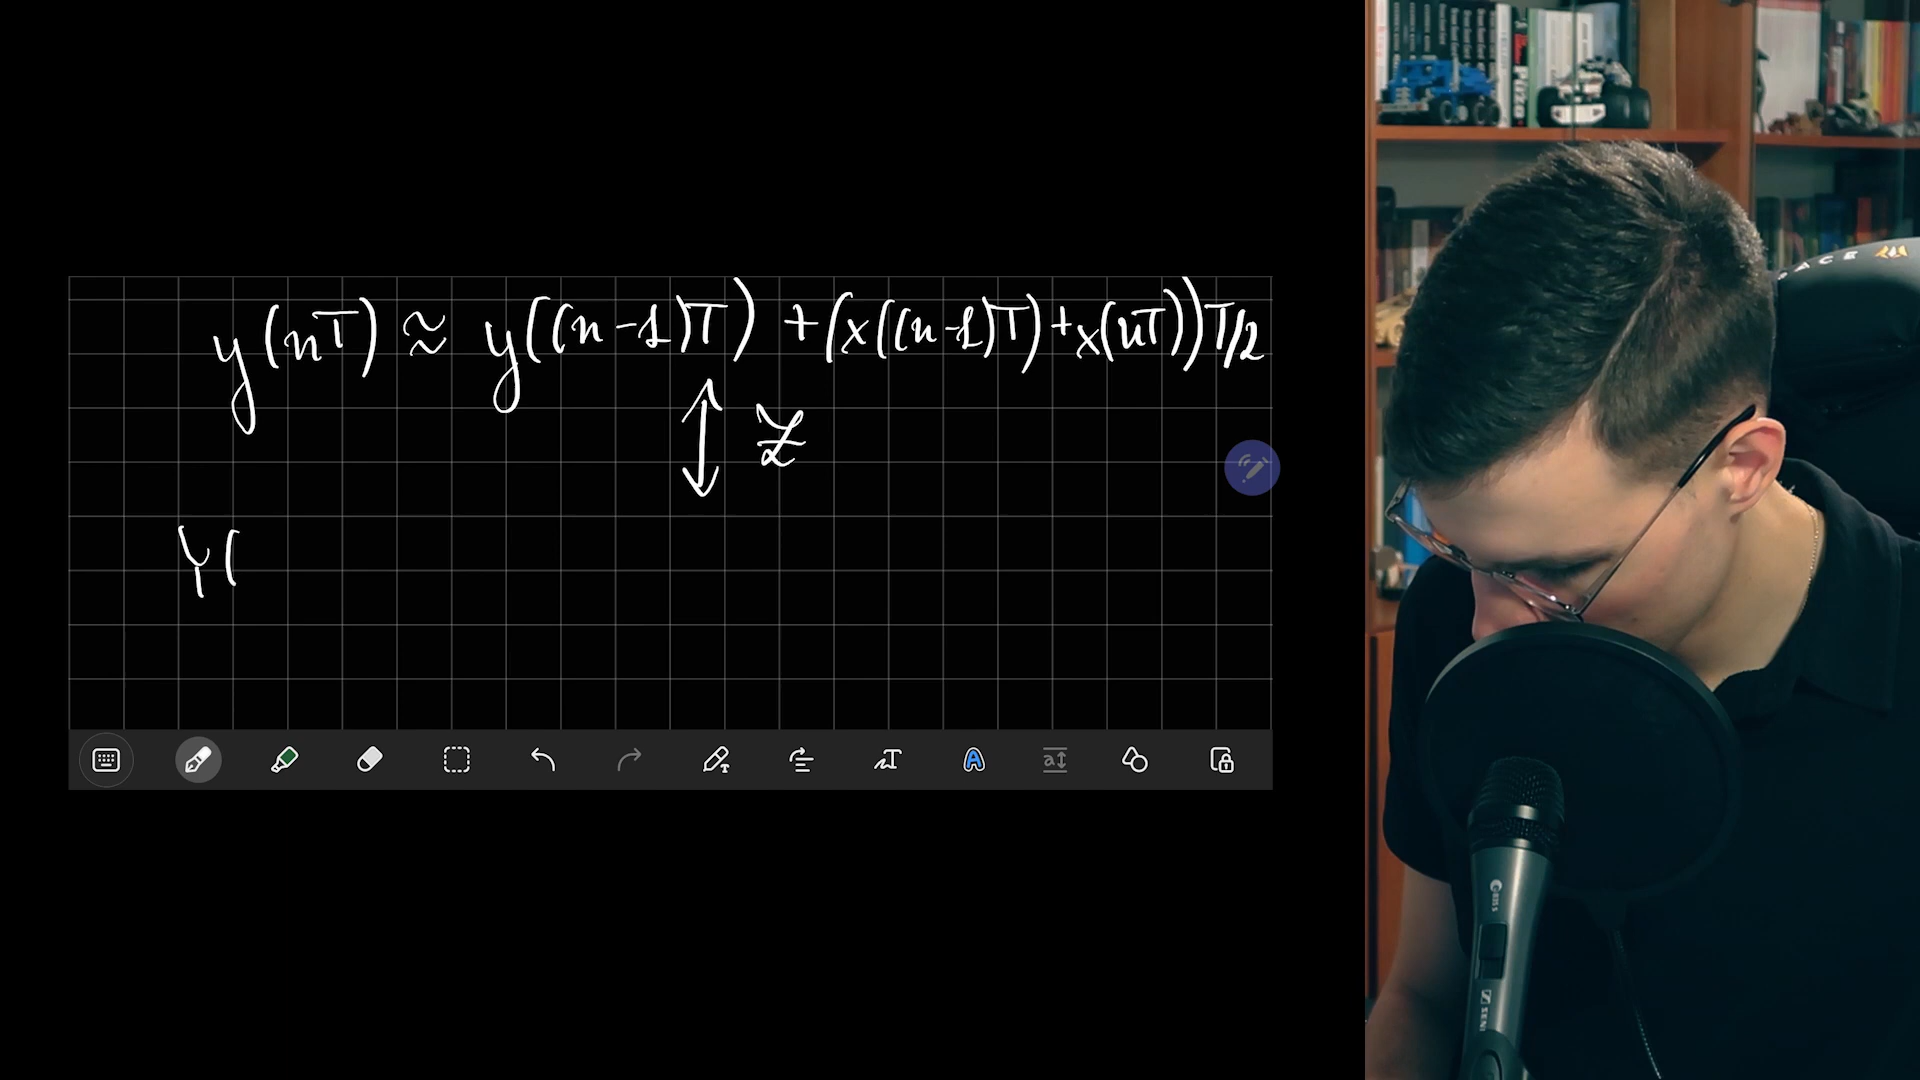 y(nT) ≈ y((n-1)T) + (x((n-1)T)+x(nT))T/2
Z
Y(